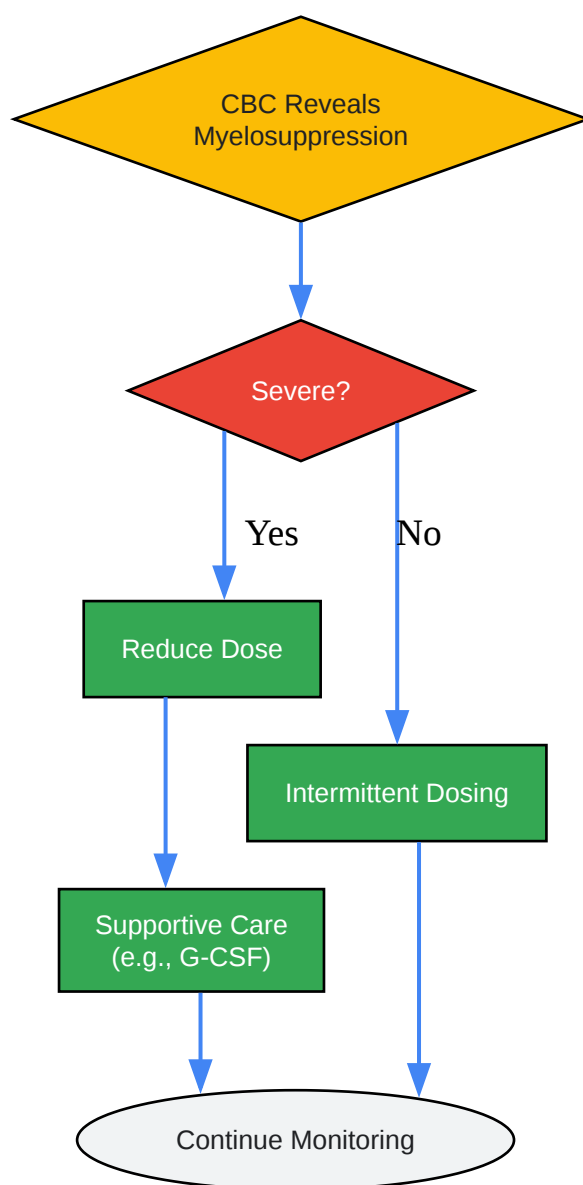 CBC Reveals
Myelosuppression
Severe?
Yes
No
Reduce Dose
Intermittent Dosing
Supportive Care
(e.g., G-CSF)
Continue Monitoring